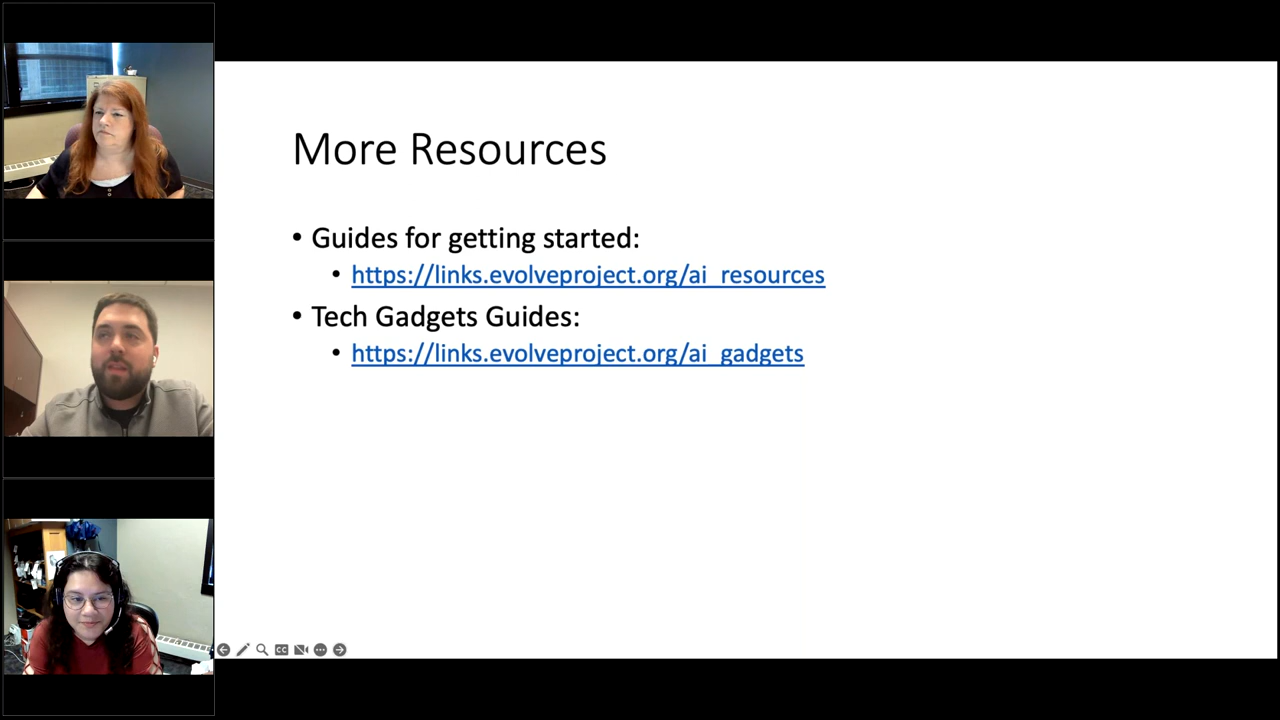 More Resources
• Guides for getting started:
• https://links.evolveproject.org/ai_resources
• Tech Gadgets Guides:
• https://links.evolveproject.org/ai_gadgets
CC